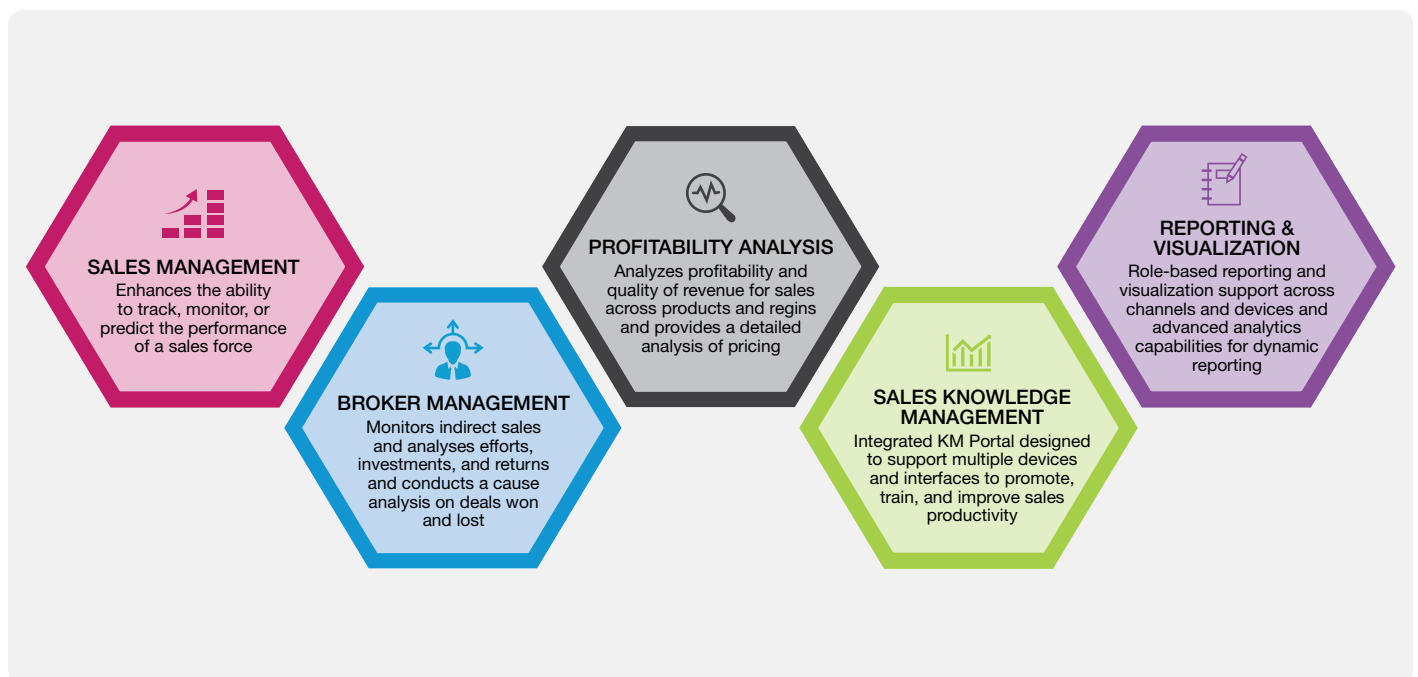 SALES MANAGEMENT
Enhances the ability
to track, monitor, or
predict the performance
of a sales force
BROKER MANAGEMENT
Monitors indirect sales
and analyses efforts,
investments, and returns
and conducts a cause
analysis on deals won
and lost
PROFITABILITY ANALYSIS
Analyzes profitability and
quality of revenue for sales
across products and regins
and provides a detailed
analysis of pricing
SALES KNOWLEDGE
MANAGEMENT
Integrated KM Portal designed
to support multiple devices
and interfaces to promote,
train, and improve sales
productivity
REPORTING &
VISUALIZATION
Role-based reporting and
visualization support across
channels and devices and
advanced analytics
capabilities for dynamic
reporting